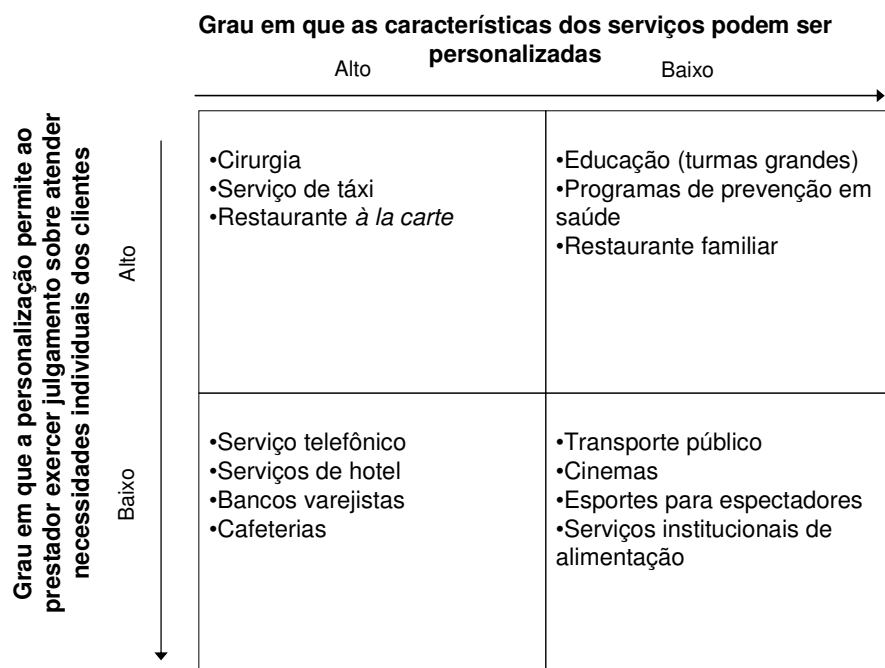 Grau em que as características dos serviços podem ser
personalizadas
Alto
Baixo
Grau em que a personalização permite ao
prestador exercer julgamento sobre atender
necessidades individuais dos clientes
Alto
•Cirurgia
•Serviço de táxi
•Restaurante à la carte
•Educação (turmas grandes)
•Programas de prevenção em
saúde
•Restaurante familiar
Baixo
•Serviço telefônico
•Serviços de hotel
•Bancos varejistas
•Cafeterias
•Transporte público
•Cinemas
•Esportes para espectadores
•Serviços institucionais de
alimentação